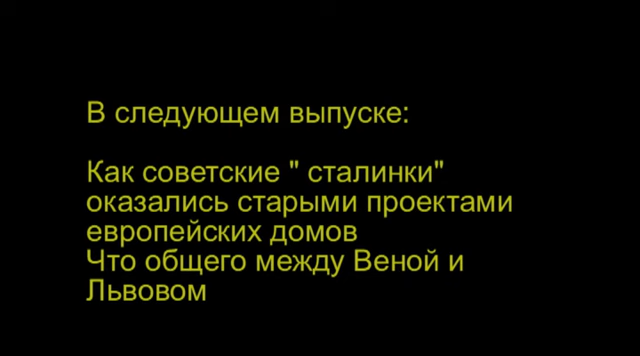 В следующем выпуске:
Как советские " сталинки"
оказались старыми проектами
европейских домов
Что общего между Веной и
Львовом